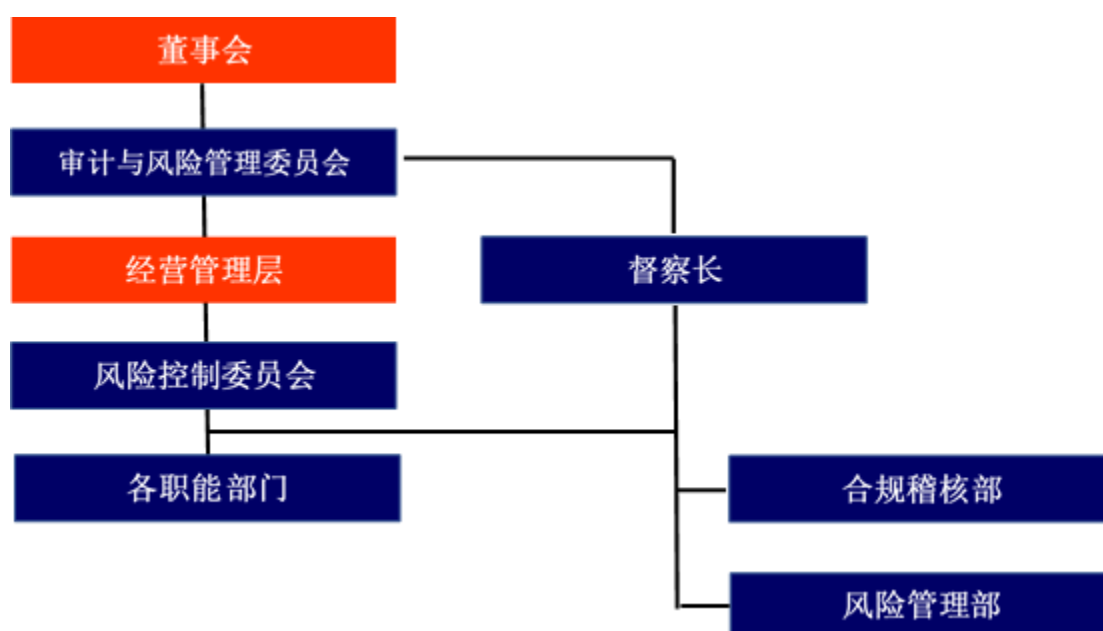 董事会
审计与风险管理委员会
经营管理层
督察长
风险控制委员会
各职能部门
合规稽核部
风险管理部